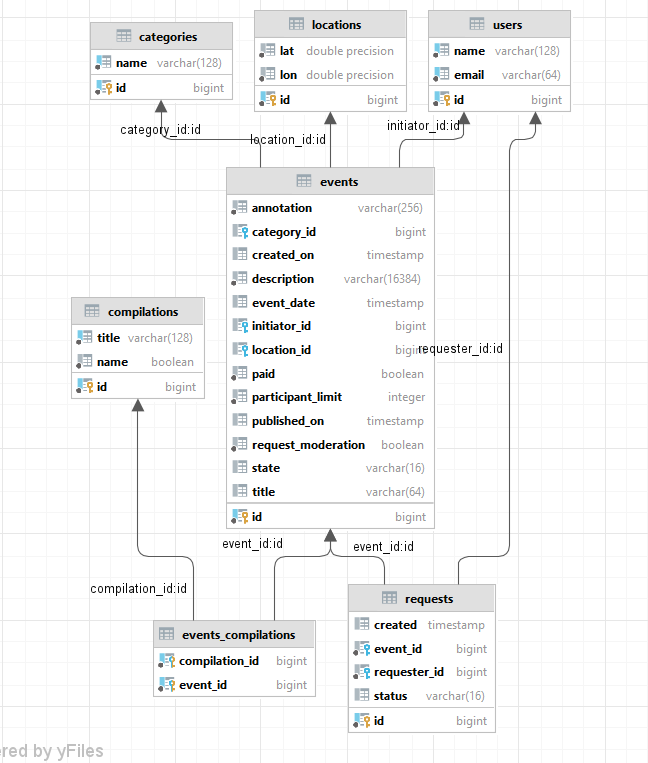 categories
name varchar(128)
id bigint
locations
lat double precision
lon double precision
id bigint
users
name varchar(128)
email varchar(64)
id bigint
category_id:id
location_id:id
initiator_id:id
events
annotation varchar(256)
category_id bigint
created_on timestamp
description varchar(16384)
event_date timestamp
initiator_id bigint
location_id bigint
paid boolean
participant_limit integer
published_on timestamp
request_moderation boolean
state varchar(16)
title varchar(64)
id bigint
requester_id:id
compilations
title varchar(128)
name boolean
id bigint
event_id:id
event_id:id
compilation_id:id
events_compilations
compilation_id bigint
event_id bigint
requests
created timestamp
event_id bigint
requester_id bigint
status varchar(16)
id bigint
ered by yFiles